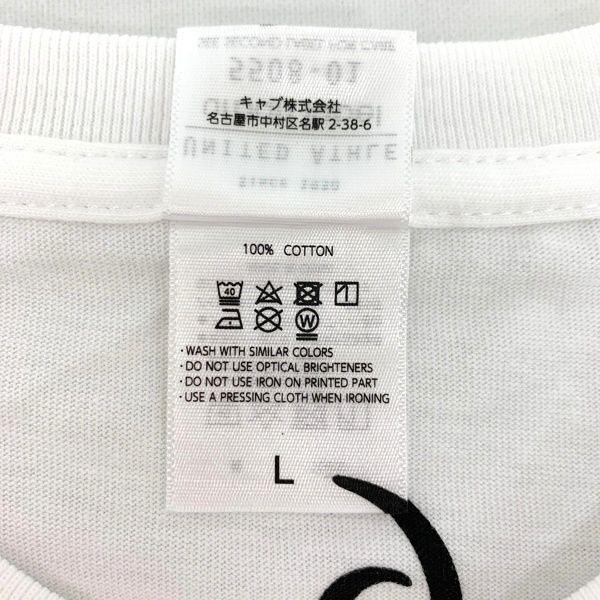 キャブ株式会社
名古屋市中村区名駅 2-38-6
100% COTTON
40
W
・WASH WITH SIMILAR COLORS
・DO NOT USE OPTICAL BRIGHTENERS
・DO NOT USE IRON ON PRINTED PART
・USE A PRESSING CLOTH WHEN IRONING
L